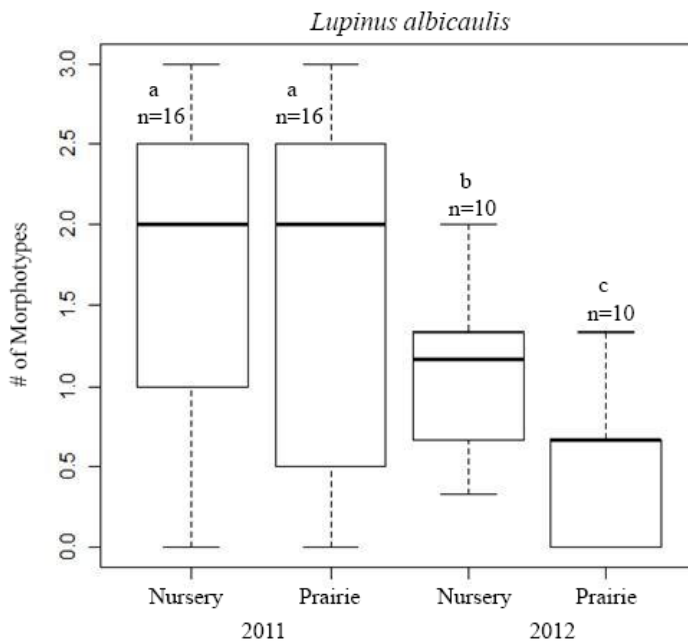 Lupinus albicaulis
# of Morphotypes
3.0
2.5
2.0
1.5
1.0
0.5
0.0
a
n=16
a
n=16
b
n=10
c
n=10
Nursery Prairie Nursery Prairie
2011 2012